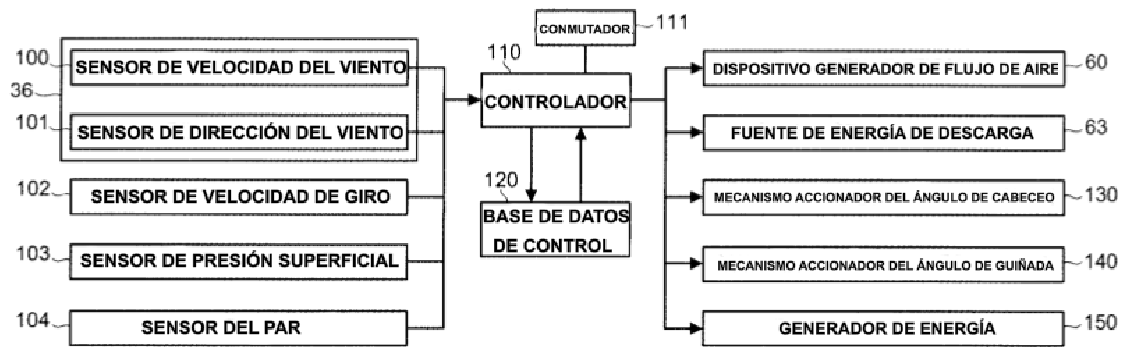 CONMUTADOR
111
100
SENSOR DE VELOCIDAD DEL VIENTO
36
101
SENSOR DE DIRECCIÓN DEL VIENTO
102
SENSOR DE VELOCIDAD DE GIRO
103
SENSOR DE PRESIÓN SUPERFICIAL
104
SENSOR DEL PAR
110
CONTROLADOR
120
BASE DE DATOS
DE CONTROL
DISPOSITIVO GENERADOR DE FLUJO DE AIRE
60
FUENTE DE ENERGÍA DE DESCARGA
63
MECANISMO ACCIONADOR DEL ÁNGULO DE CABECEO
130
MECANISMO ACCIONADOR DEL ÁNGULO DE GUIÑADA
140
GENERADOR DE ENERGÍA
150